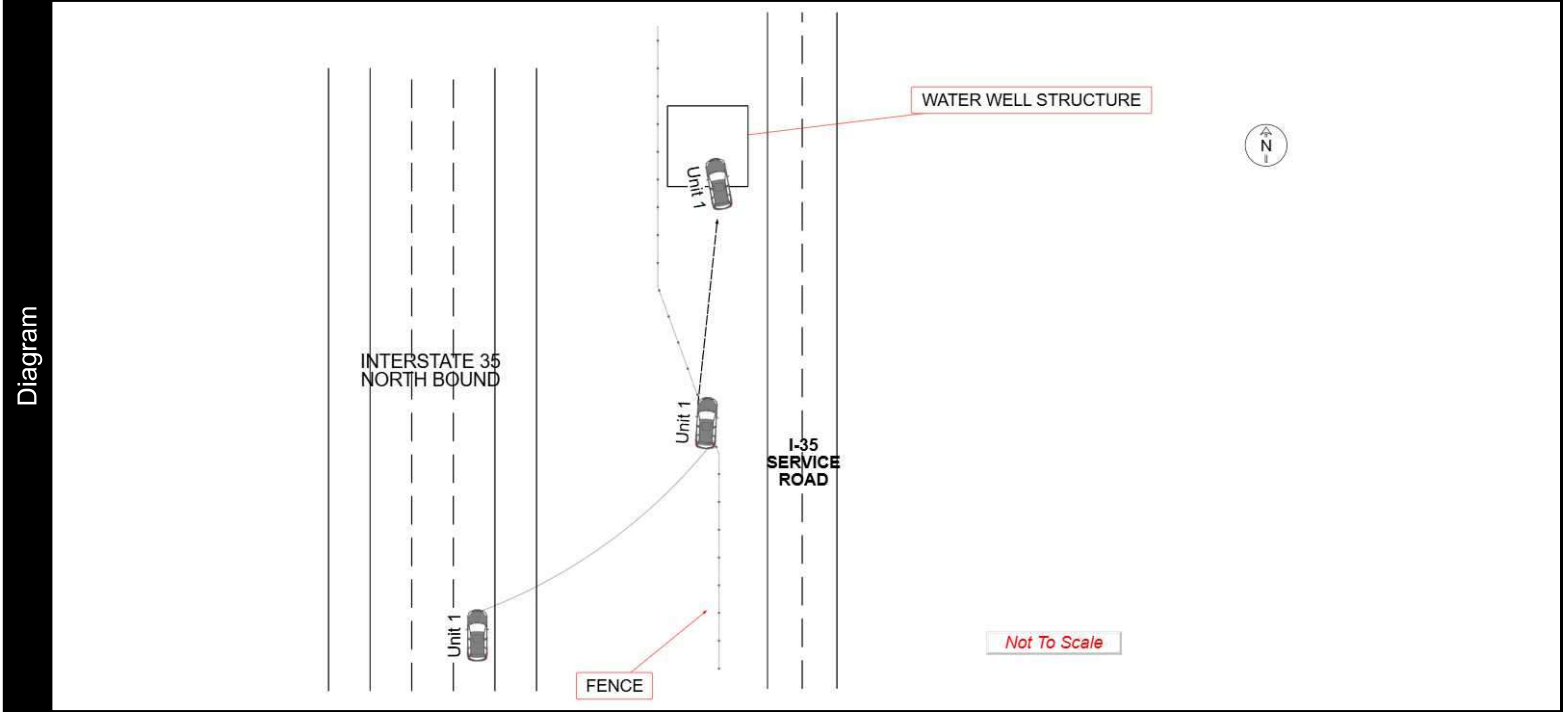 Diagram
WATER WELL STRUCTURE
N
Unit 1
INTERSTATE 35
NORTH BOUND
Unit 1
I-35
SERVICE
ROAD
Unit 1
Not To Scale
FENCE